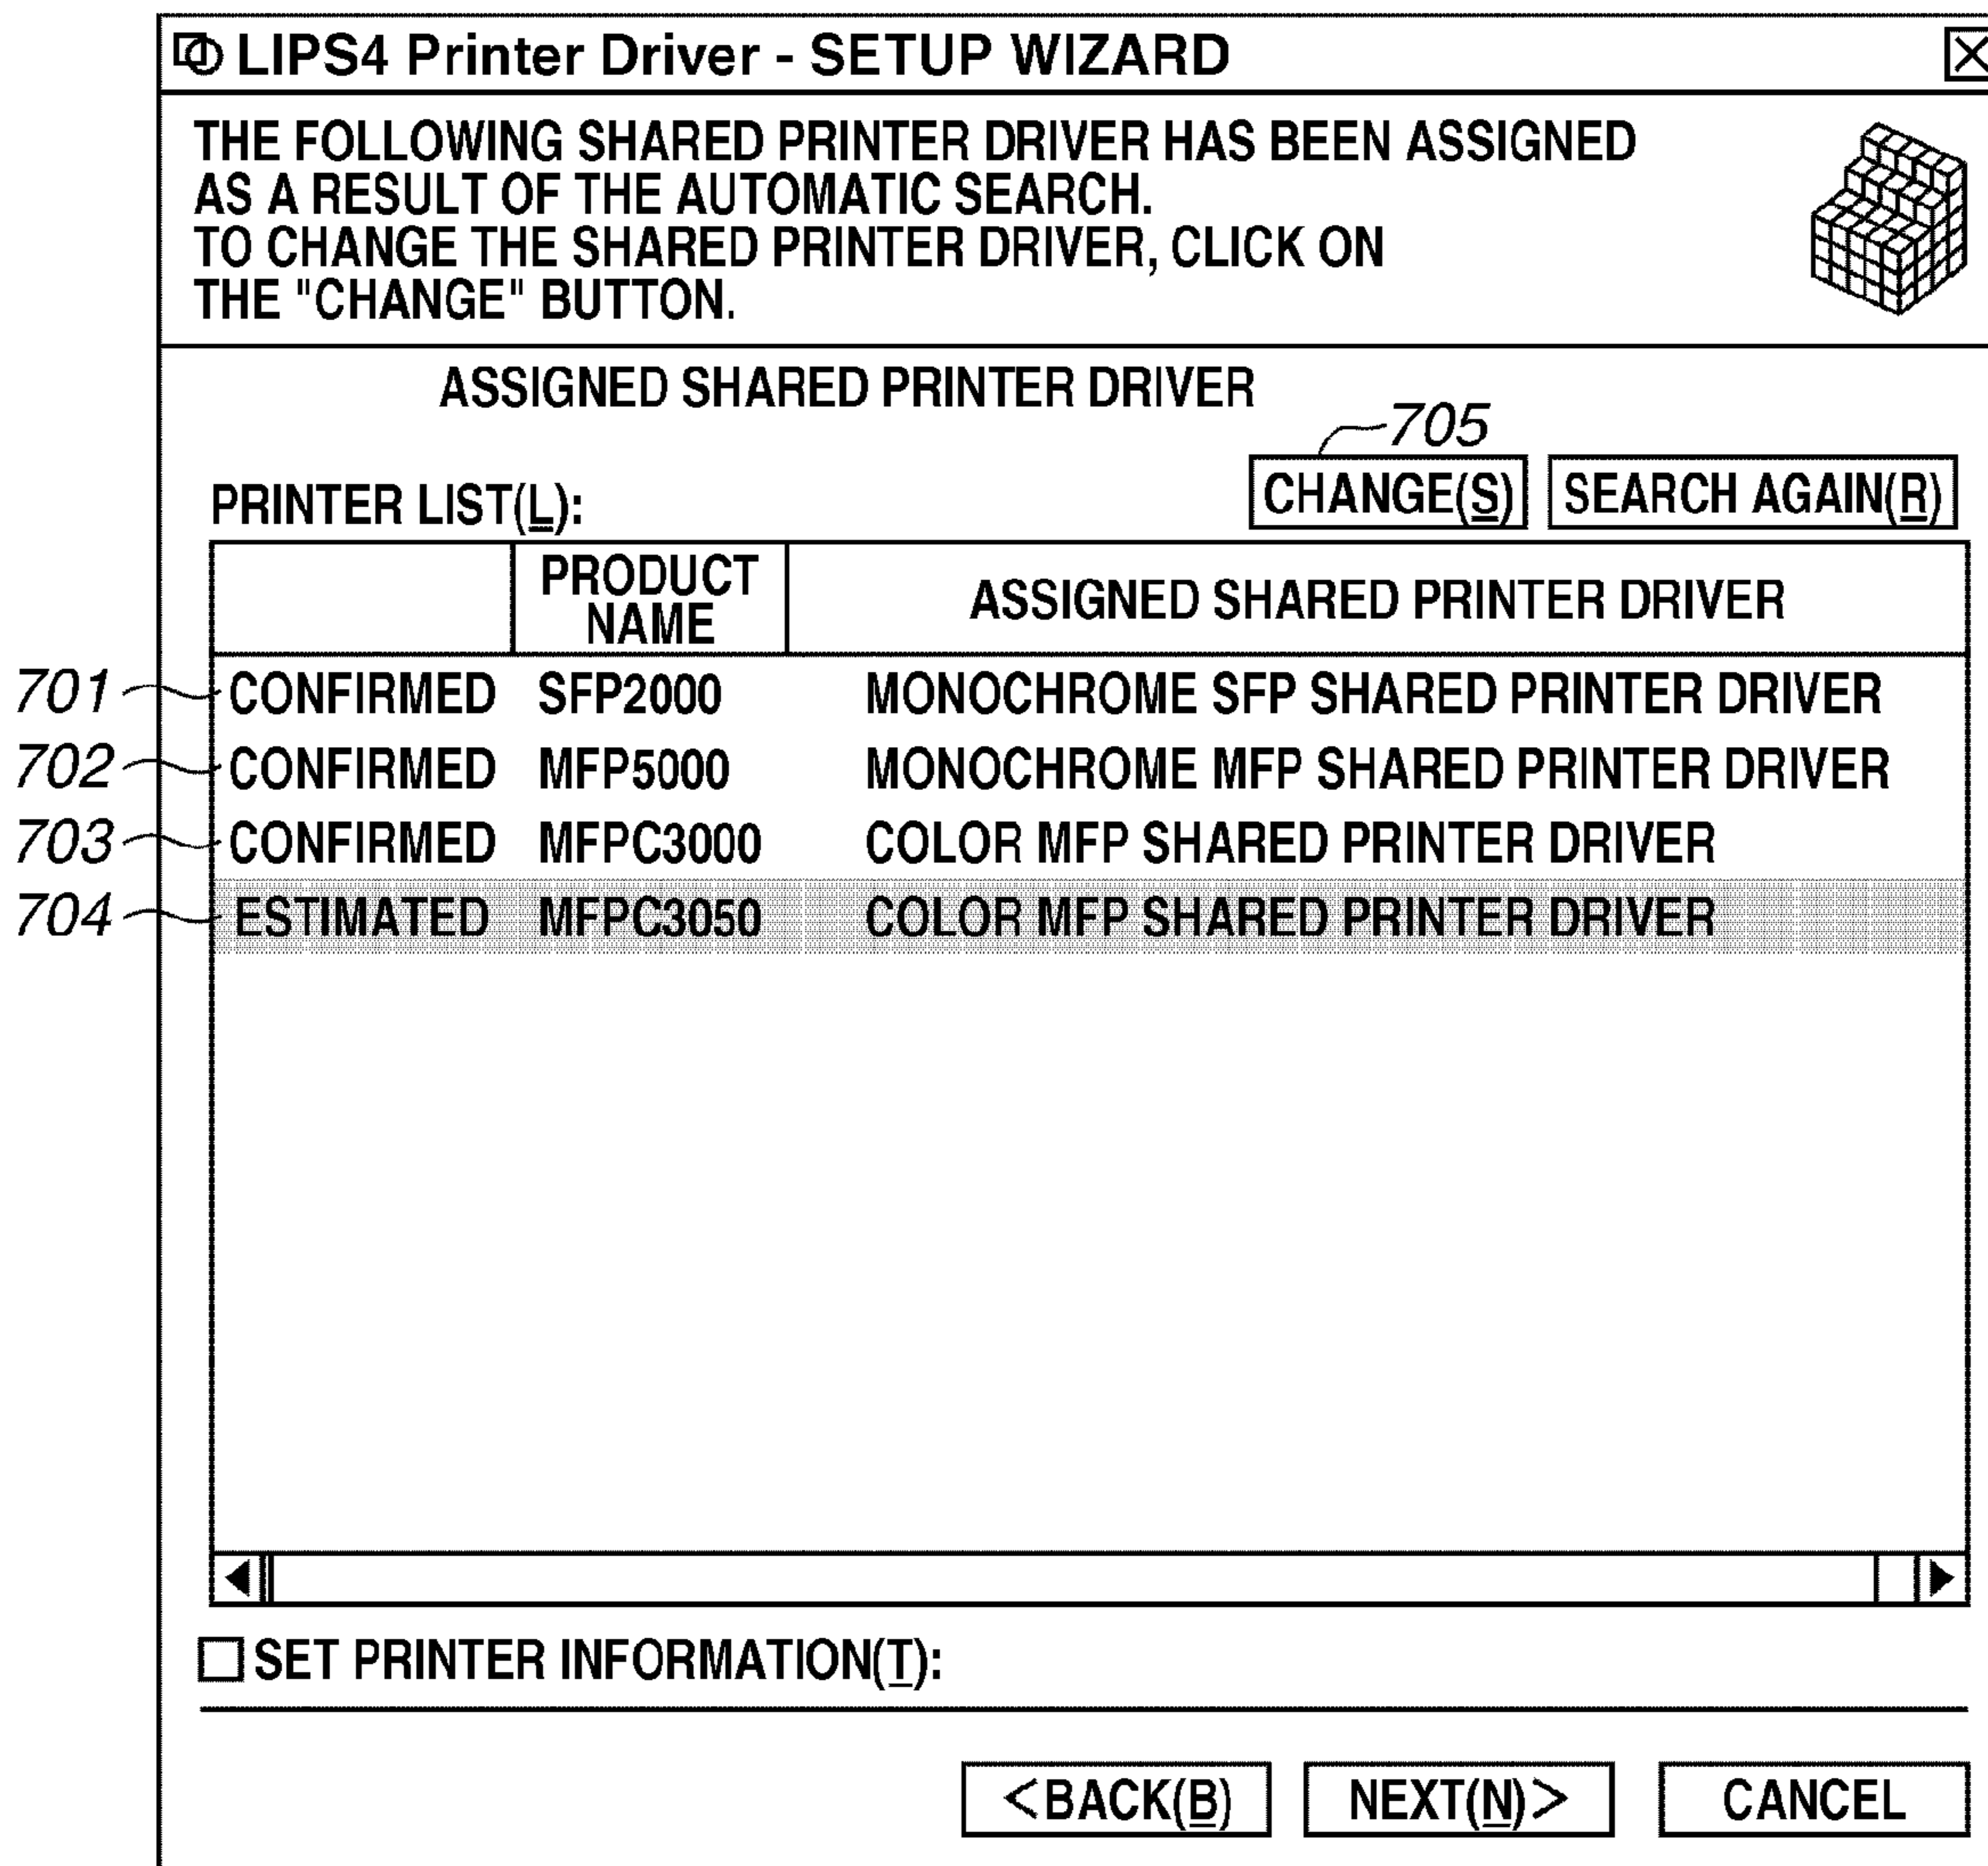 LIPS4 Printer Driver - SETUP WIZARD
THE FOLLOWING SHARED PRINTER DRIVER HAS BEEN ASSIGNED
AS A RESULT OF THE AUTOMATIC SEARCH.
TO CHANGE THE SHARED PRINTER DRIVER, CLICK ON
THE "CHANGE" BUTTON.
ASSIGNED SHARED PRINTER DRIVER
705
PRINTER LIST(L): CHANGE(S) SEARCH AGAIN(R)
PRODUCT NAME ASSIGNED SHARED PRINTER DRIVER
701 CONFIRMED SFP2000 MONOCHROME SFP SHARED PRINTER DRIVER
702 CONFIRMED MFP5000 MONOCHROME MFP SHARED PRINTER DRIVER
703 CONFIRMED MFPC3000 COLOR MFP SHARED PRINTER DRIVER
704 ESTIMATED MFPC3050 COLOR MFP SHARED PRINTER DRIVER
SET PRINTER INFORMATION(T):
<BACK(B) NEXT(N)> CANCEL